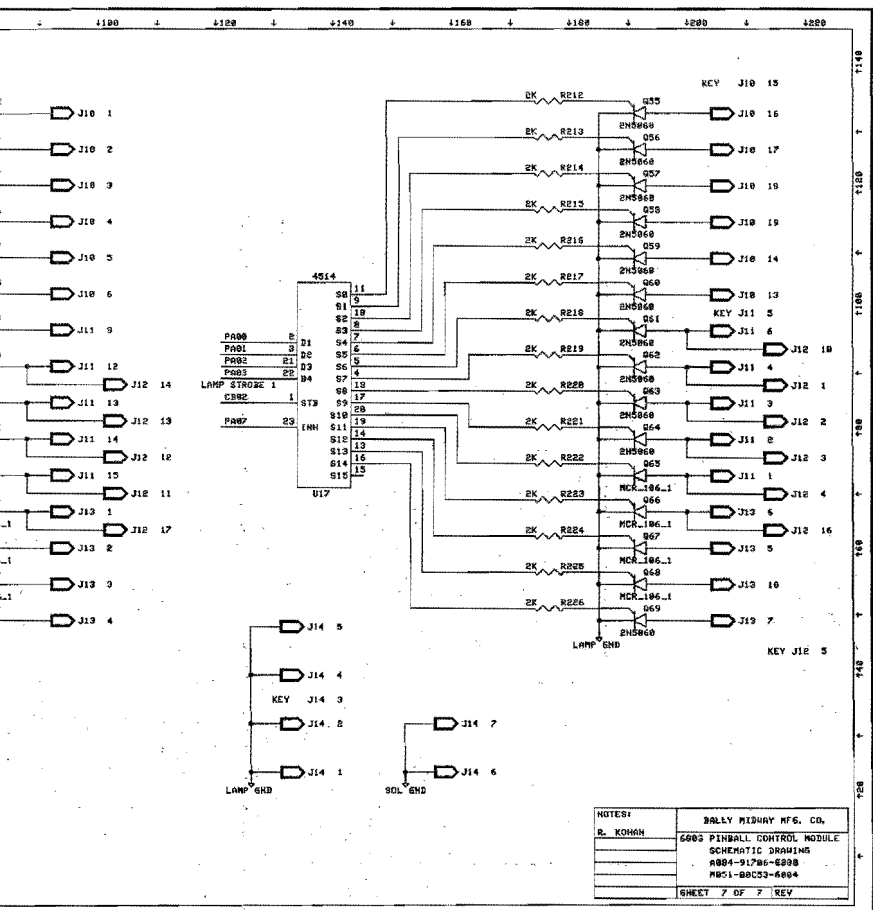 120 140 160 180 200 220
140
120
100
80
60
40
20
J10 1
J10 2
J10 3
J10 4
J10 5
J10 6
J11 9
J11 12
J12 14
J11 13
J12 13
J11 14
J12 12
J11 15
J12 11
J13 1
J12 17
J13 2
J13 3
J13 4
4514
PA00 2 D1
PA01 3 D2
PA02 21 D3
PA03 22 D4
LAMP STROBE 1
CB02 1 STB
PA07 23 INH
S0 11
S1 9
S2 10
S3 8
S4 7
S5 6
S6 5
S7 4
S8 18
S9 17
S10 20
S11 19
S12 14
S13 13
S14 16
S15 15
U17
2K R212
2K R213
2K R214
2K R215
2K R216
2K R217
2K R218
2K R219
2K R220
2K R221
2K R222
2K R223
2K R224
2K R225
2K R226
KEY J10 15
Q55 2N5060 J10 16
Q56 2N5060 J10 17
Q57 2N5060 J10 18
Q58 2N5060 J10 19
Q59 2N5060 J10 14
Q60 2N5060 J10 13
KEY J11 5
Q61 2N5060 J11 6
J12 10
Q62 2N5060 J11 4
J12 1
Q63 2N5060 J11 3
J12 2
Q64 2N5060 J11 2
J12 3
Q65 MCR_106_1 J11 1
J12 4
Q66 MCR_106_1 J13 6
J12 16
Q67 MCR_106_1 J13 5
Q68 MCR_106_1 J13 10
Q69 2N5060 J13 7
LAMP GND
KEY J12 5
J14 5
J14 4
KEY J14 3
J14 2
J14 1
LAMP GND
J14 7
J14 6
SOL GND
NOTES:
R. KOHAN
BALLY MIDWAY MFG. CO.
6803 PINBALL CONTROL MODULE
SCHEMATIC DRAWING
SHEET 7 OF 7 REV